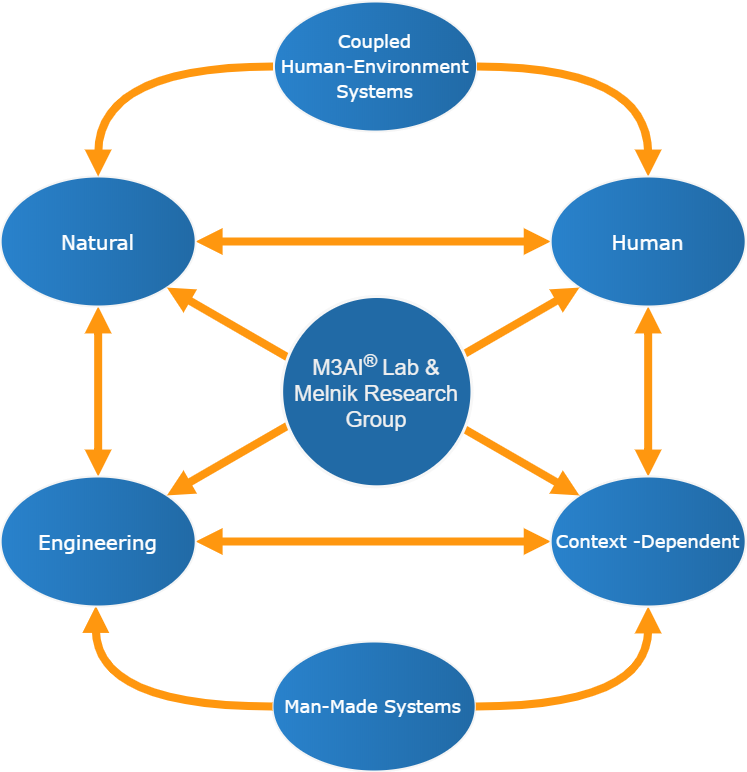 Coupled
Human-Environment
Systems
Natural
Human
M3AI® Lab &
Melnik Research
Group
Engineering
Context -Dependent
Man-Made Systems